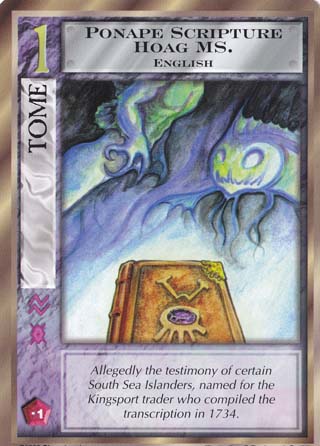 1
PONAPE SCRIPTURE
HOAG MS.
ENGLISH
TOME
-1
Allegedly the testimony of certain
South Sea Islanders, named for the
Kingsport trader who compiled the
transcription in 1734.